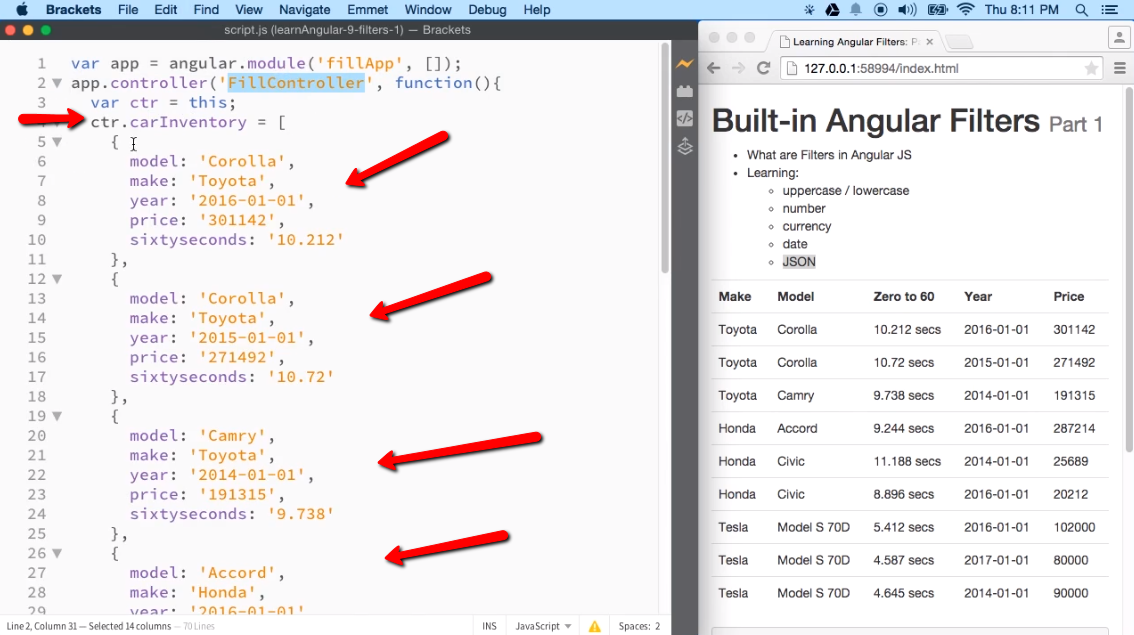 Brackets File Edit Find View Navigate Emmet Window Debug Help Thu 8:11 PM
script.js (learnAngular-9-filters-1) — Brackets
1 var app = angular.module('fillApp', []);
2 app.controller('FillController', function(){
3 var ctr = this;
ctr.carInventory = [
5 {
6 model: 'Corolla',
7 make: 'Toyota',
8 year: '2016-01-01',
9 price: '301142',
10 sixtyseconds: '10.212'
11 },
12 {
13 model: 'Corolla',
14 make: 'Toyota',
15 year: '2015-01-01',
16 price: '271492',
17 sixtyseconds: '10.72'
18 },
19 {
20 model: 'Camry',
21 make: 'Toyota',
22 year: '2014-01-01',
23 price: '191315',
24 sixtyseconds: '9.738'
25 },
26 {
27 model: 'Accord',
28 make: 'Honda',
29 year: '2016-01-01'
Line 2, Column 31 — Selected 14 columns — 70 Lines
INS JavaScript Spaces: 2
Learning Angular Filters: P
127.0.0.1:58994/index.html
Built-in Angular Filters Part 1
What are Filters in Angular JS
Learning:
uppercase / lowercase
number
currency
date
JSON
Make Model Zero to 60 Year Price
Toyota Corolla 10.212 secs 2016-01-01 301142
Toyota Corolla 10.72 secs 2015-01-01 271492
Toyota Camry 9.738 secs 2014-01-01 191315
Honda Accord 9.244 secs 2016-01-01 287214
Honda Civic 11.188 secs 2014-01-01 25689
Honda Civic 8.896 secs 2016-01-01 20212
Tesla Model S 70D 5.412 secs 2016-01-01 102000
Tesla Model S 70D 4.587 secs 2017-01-01 80000
Tesla Model S 70D 4.645 secs 2014-01-01 90000